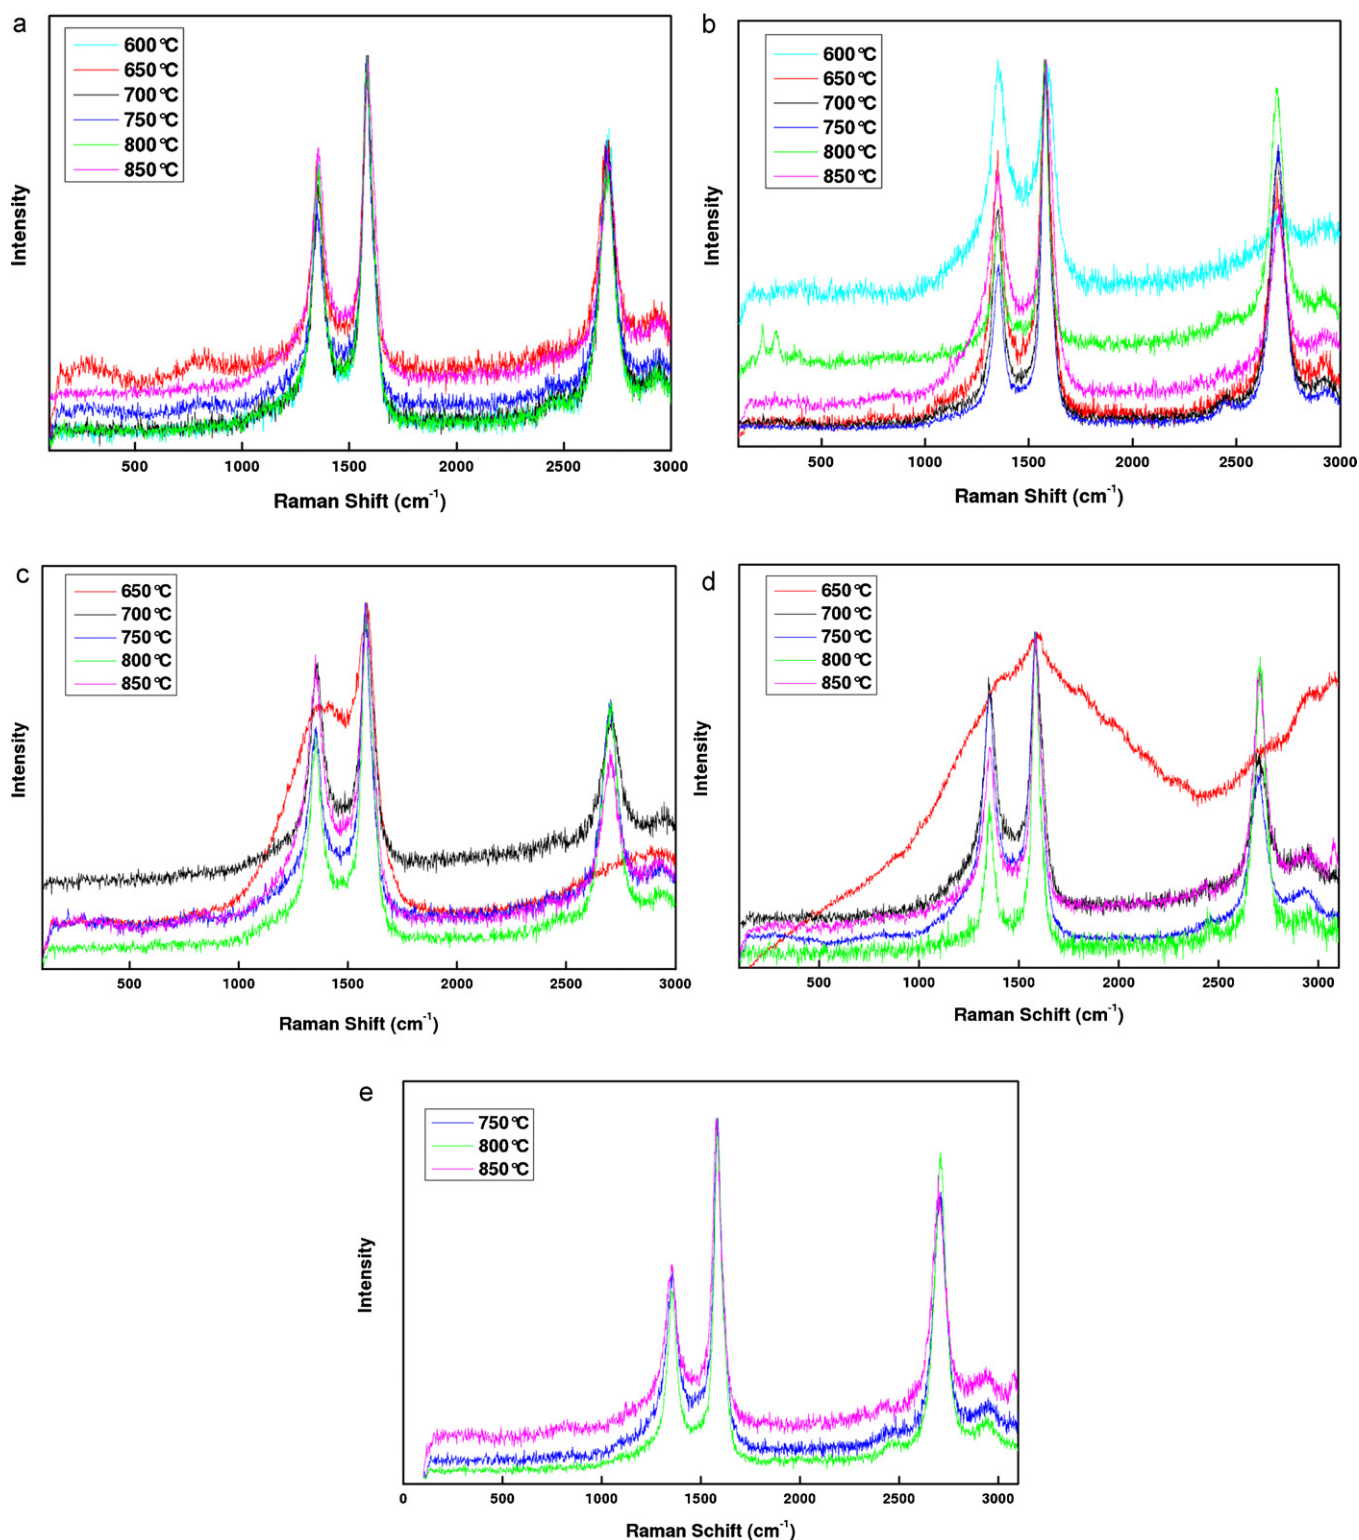 a
600 °C
650 °C
700 °C
750 °C
800 °C
850 °C
Intensity
500 1000 1500 2000 2500 3000
Raman Shift (cm⁻¹)
b
600 °C
650 °C
700 °C
750 °C
800 °C
850 °C
Intensity
500 1000 1500 2000 2500 3000
Raman Shift (cm⁻¹)
c
650 °C
700 °C
750 °C
800 °C
850 °C
Intensity
500 1000 1500 2000 2500 3000
Raman Shift (cm⁻¹)
d
650 °C
700 °C
750 °C
800 °C
850 °C
Intensity
500 1000 1500 2000 2500 3000
Raman Schift (cm⁻¹)
e
750 °C
800 °C
850 °C
Intensity
0 500 1000 1500 2000 2500 3000
Raman Schift (cm⁻¹)